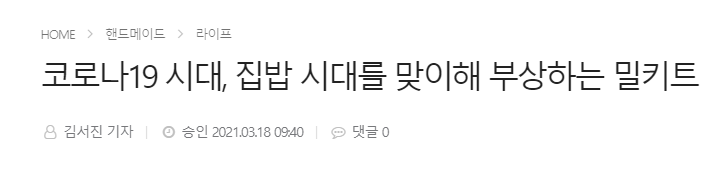 HOME > 핸드메이드 > 라이프
코로나19 시대, 집밥 시대를 맞이해 부상하는 밀키트
김서진 기자 | 승인 2021.03.18 09:40 | 댓글 0